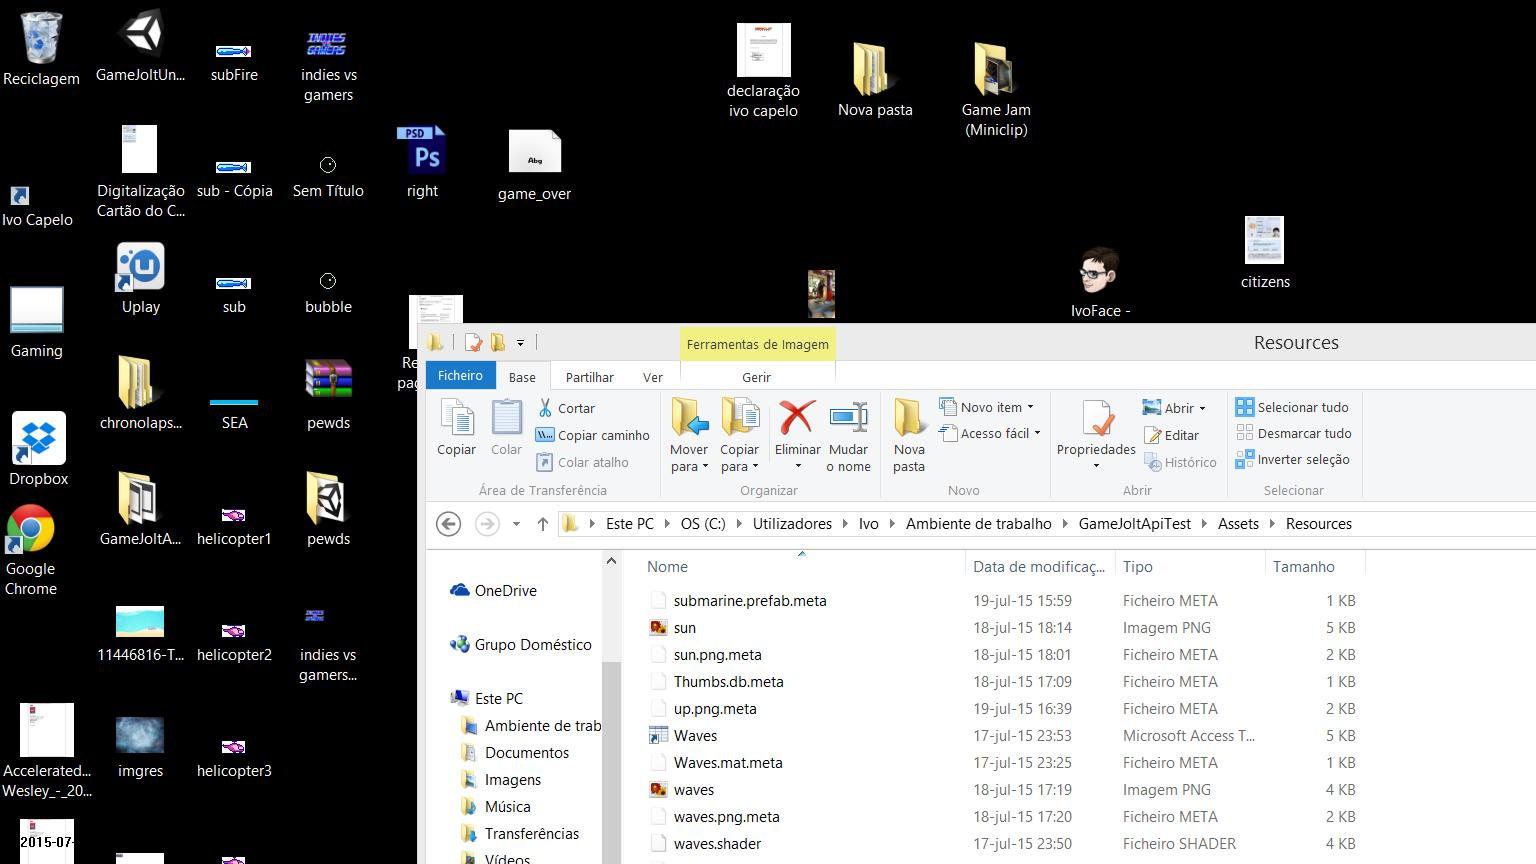 Reciclagem
GameJoltUn...
subFire
INDIES
VS
GAMERS
indies vs
gamers
declaração
ivo capelo
Nova pasta
Game Jam
(Miniclip)
Ivo Capelo
Digitalização
Cartão do C...
sub - Cópia
Sem Título
PSD
Ps
right
Abg
game_over
Gaming
Uplay
sub
bubble
IvoFace -
citizens
Dropbox
chronolaps...
SEA
pewds
Google
Chrome
GameJoltA...
helicopter1
pewds
11446816-T...
helicopter2
indies vs
gamers...
Accelerated...
Wesley_-_20...
imgres
helicopter3
2015-07-
Re
pag
Ferramentas de Imagem
Resources
Ficheiro
Base
Partilhar
Ver
Gerir
Copiar
Colar
Cortar
Copiar caminho
Colar atalho
Área de Transferência
Mover
para
Copiar
para
Eliminar
Mudar
o nome
Organizar
Nova
pasta
Novo item
Acesso fácil
Novo
Propriedades
Abrir
Editar
Histórico
Abrir
Selecionar tudo
Desmarcar tudo
Inverter seleção
Selecionar
Este PC
OS (C:)
Utilizadores
Ivo
Ambiente de trabalho
GameJoltApiTest
Assets
Resources
OneDrive
Grupo Doméstico
Este PC
Ambiente de trab
Documentos
Imagens
Música
Transferências
Vídeos
Nome Data de modificaç... Tipo Tamanho
submarine.prefab.meta 19-jul-15 15:59 Ficheiro META 1 KB
sun 18-jul-15 18:14 Imagem PNG 5 KB
sun.png.meta 18-jul-15 18:01 Ficheiro META 2 KB
Thumbs.db.meta 18-jul-15 17:09 Ficheiro META 1 KB
up.png.meta 19-jul-15 16:39 Ficheiro META 2 KB
Waves 17-jul-15 23:53 Microsoft Access T... 5 KB
Waves.mat.meta 17-jul-15 23:25 Ficheiro META 1 KB
waves 18-jul-15 17:19 Imagem PNG 4 KB
waves.png.meta 18-jul-15 17:20 Ficheiro META 2 KB
waves.shader 17-jul-15 23:50 Ficheiro SHADER 4 KB